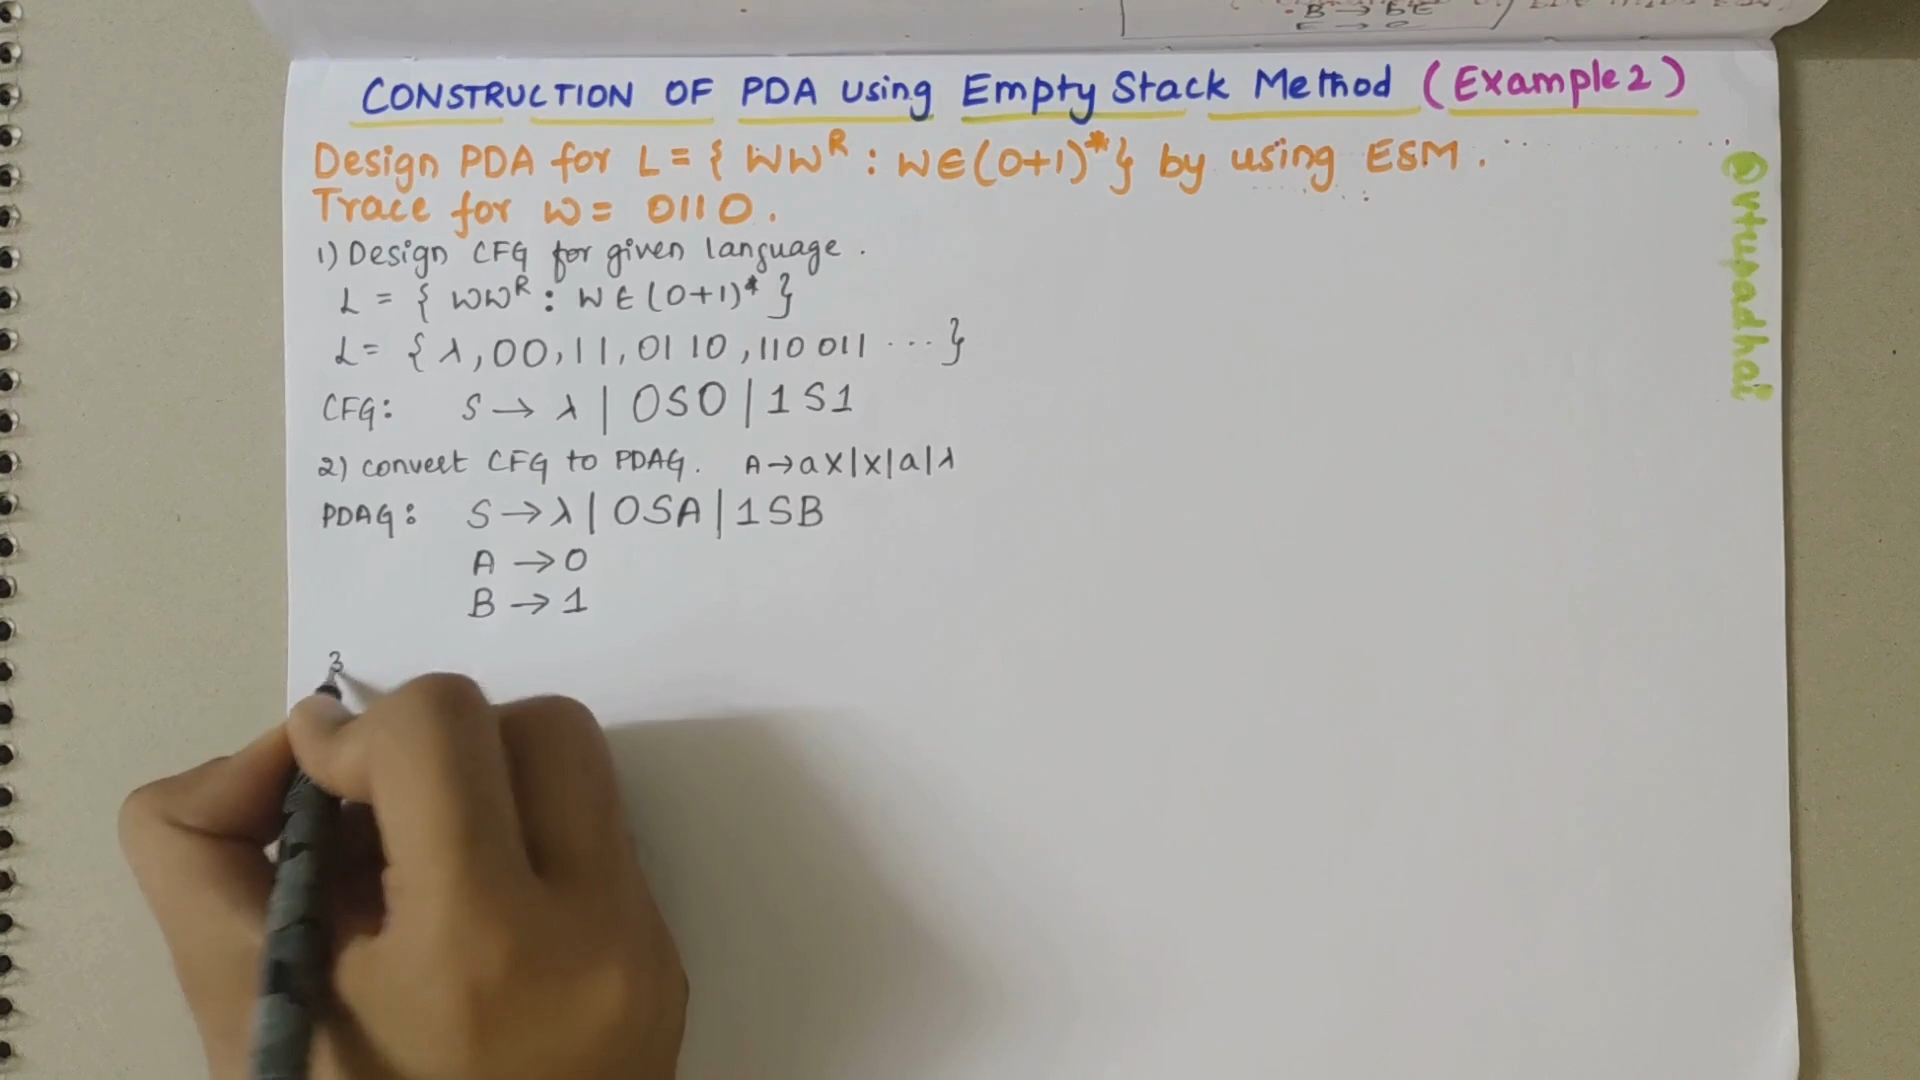 B → bE
E → e
CONSTRUCTION OF PDA using Empty Stack Method (Example 2)
Design PDA for L = { WW^R : W∈(0+1)* } by using ESM.
Trace for w = 0110.
1) Design CFG for given language.
L = { WW^R : W∈(0+1)* }
L = { λ, 00, 11, 0110, 110011 ... }
CFG: S → λ | 0S0 | 1S1
2) convert CFG to PDAG. A→aX|X|a|λ
PDAG: S → λ | 0SA | 1SB
A → 0
B → 1
3
@vtupadhai